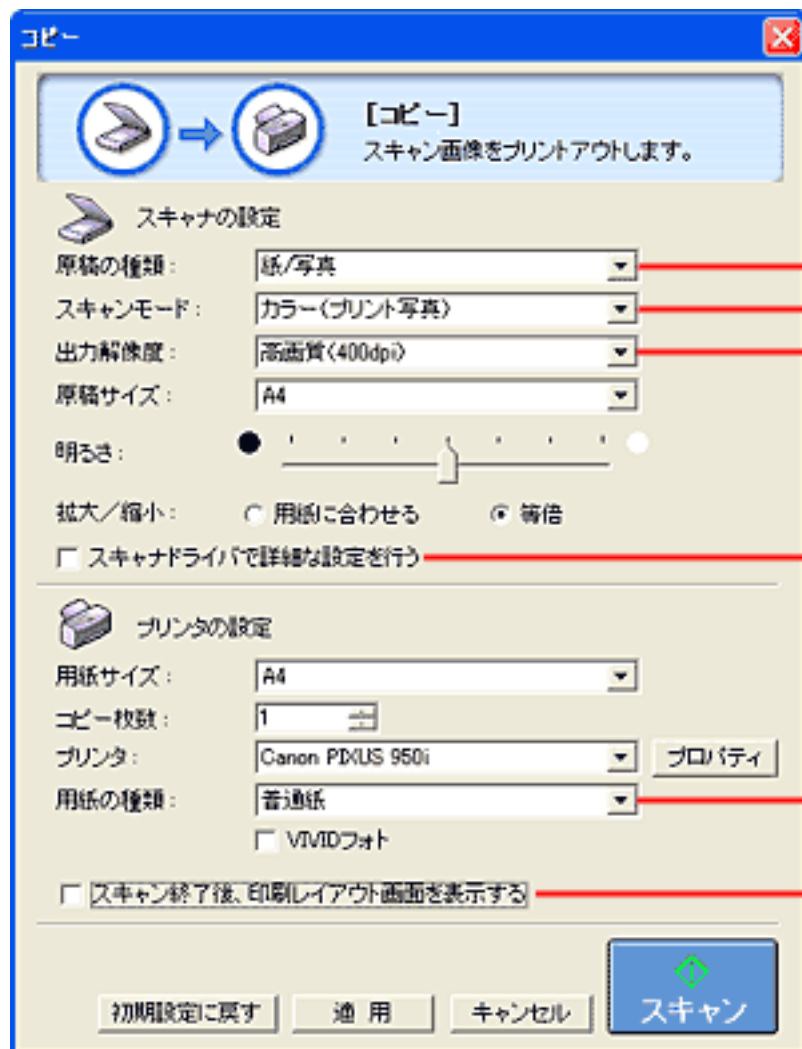 コピー
[コピー]
スキャン画像をプリントアウトします。
スキャナの設定
原稿の種類： 紙/写真
スキャンモード： カラー(プリント写真)
出力解像度： 高画質(400dpi)
原稿サイズ： A4
明るさ：
拡大／縮小： 用紙に合わせる 等倍
スキャナドライバで詳細な設定を行う
プリンタの設定
用紙サイズ： A4
コピー枚数： 1
プリンタ： Canon PIXUS 950i プロパティ
用紙の種類： 普通紙
VIVIDフォト
スキャン終了後、印刷レイアウト画面を表示する
初期設定に戻す 適用 キャンセル スキャン